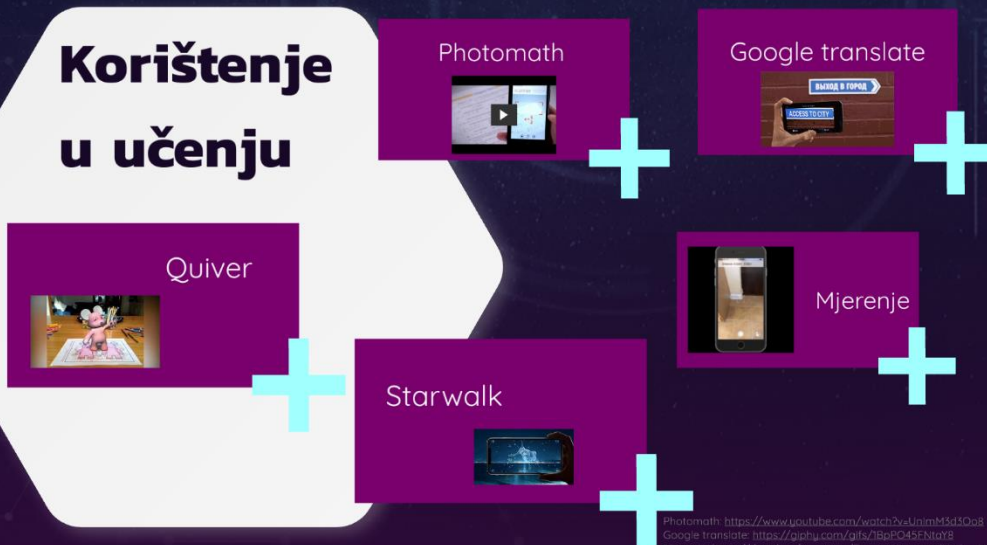 Korištenje
u učenju
Photomath
Google translate
ВЫХОД В ГОРОД
ACCESS TO CITY
Quiver
Mjerenje
Starwalk
Photomath: https://www.youtube.com/watch?v=UnimM3d3Oo8
Google translate: https://giphy.com/gifs/1BpPO45FNtaY8